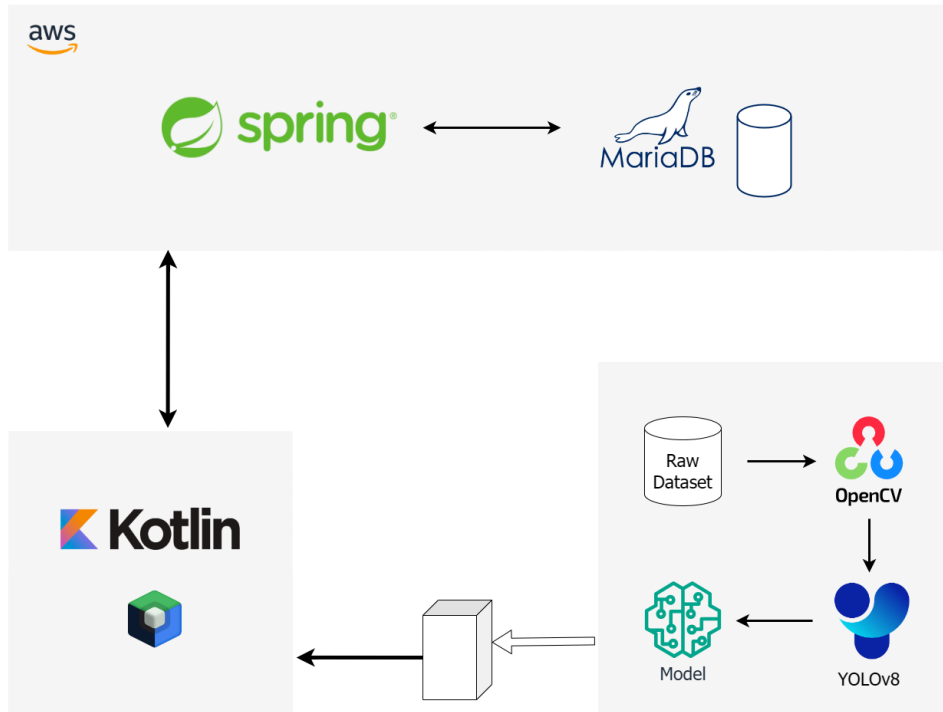 aws
spring®
MariaDB
Raw
Dataset
OpenCV
Kotlin
Model
YOLOv8